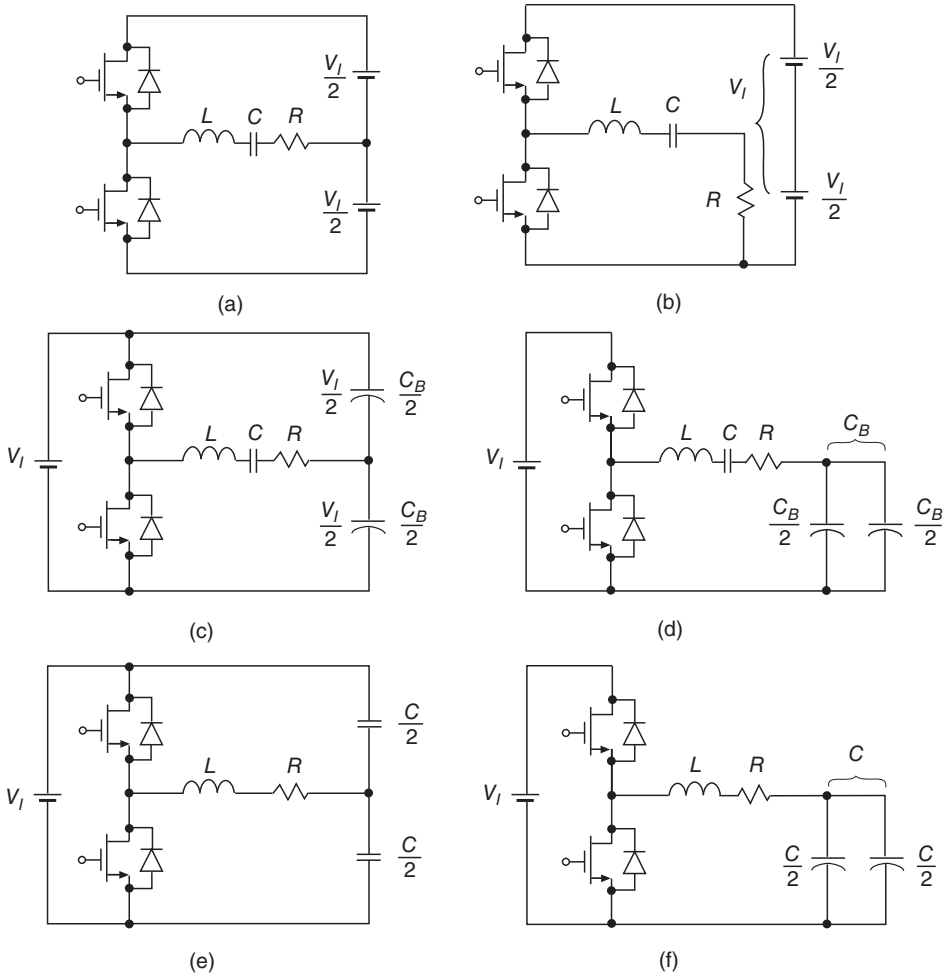 V_I/2
L C R
V_I/2
(a)
L C
V_I
V_I/2
R
V_I/2
(b)
V_I
L C R
V_I/2 C_B/2
V_I/2 C_B/2
(c)
V_I
L C R
C_B
C_B/2 C_B/2
(d)
V_I
L R
C/2
C/2
(e)
V_I
L R
C
C/2 C/2
(f)